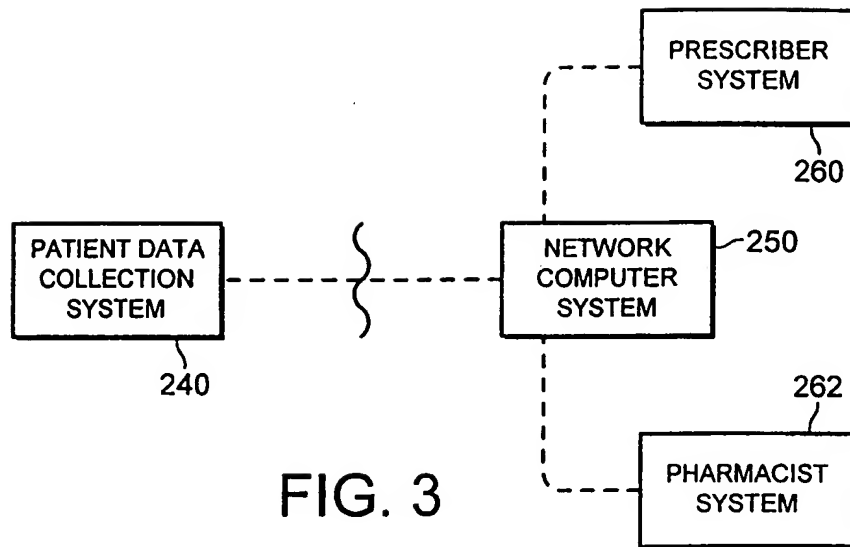 PRESCRIBER
SYSTEM
260
PATIENT DATA
COLLECTION
SYSTEM
240
NETWORK
COMPUTER
SYSTEM
250
262
PHARMACIST
SYSTEM
FIG. 3